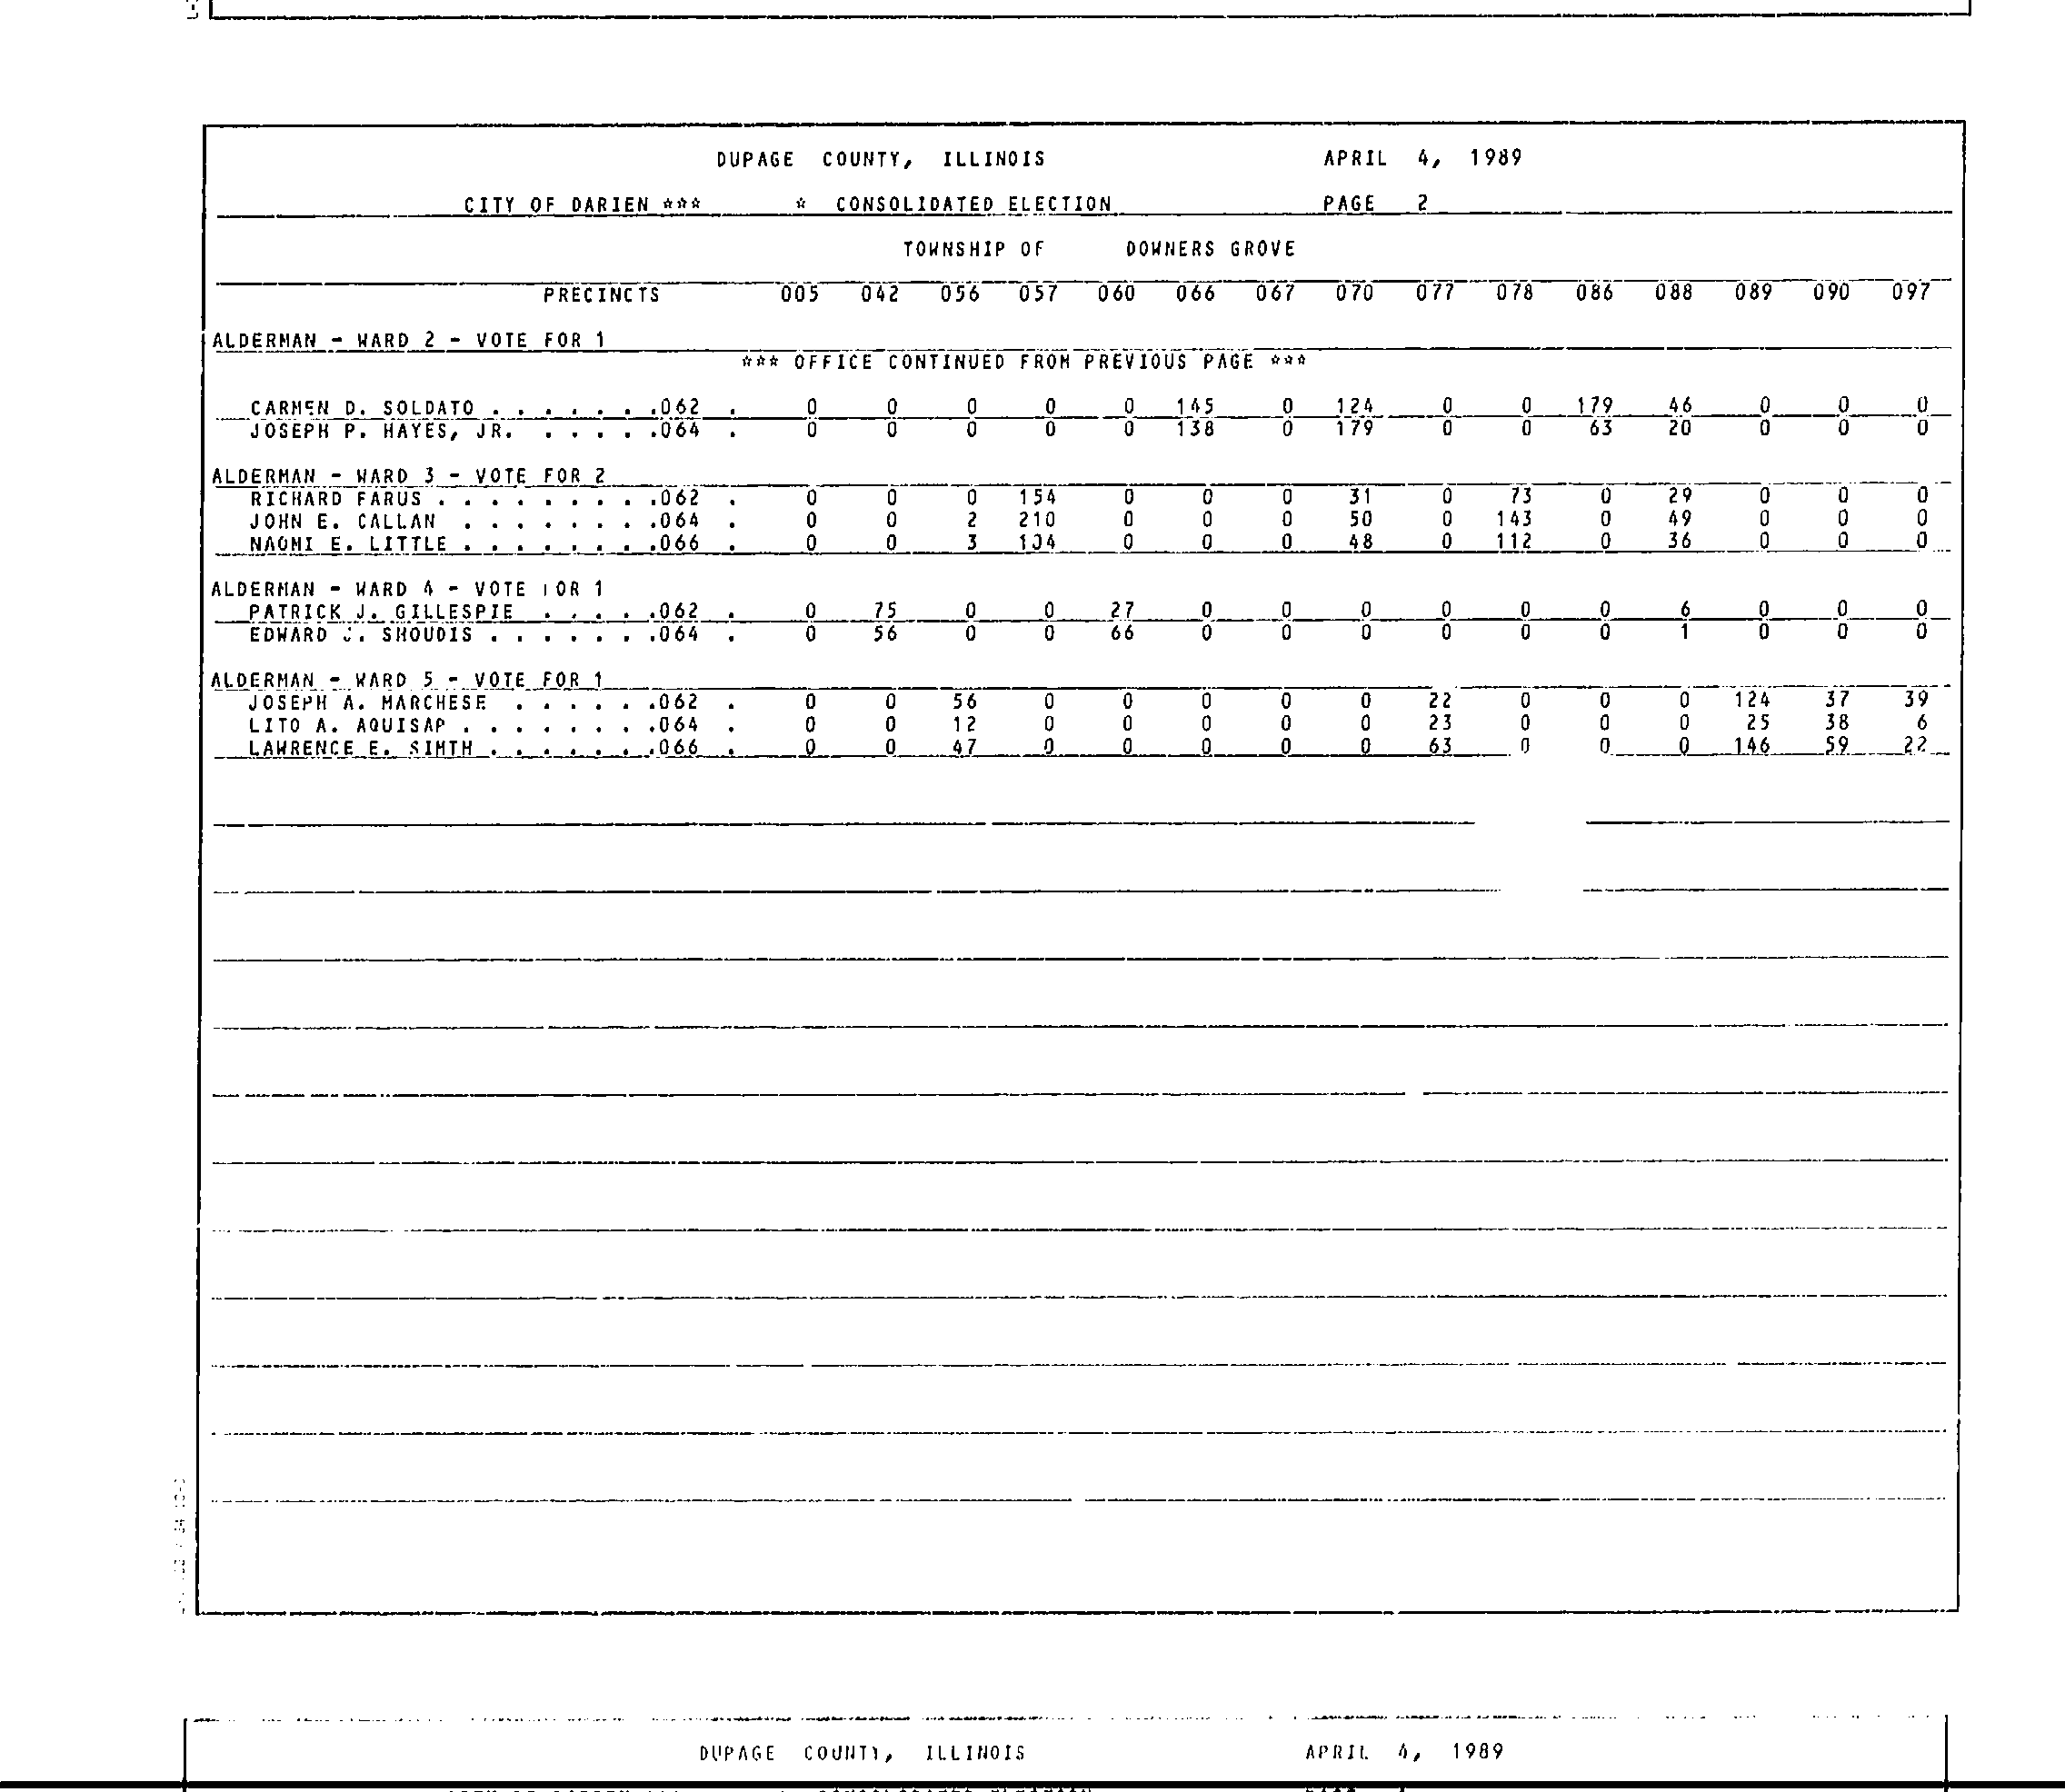 DUPAGE COUNTY, ILLINOIS APRIL 4, 1989
CITY OF DARIEN *** * CONSOLIDATED ELECTION PAGE 2
TOWNSHIP OF DOWNERS GROVE
PRECINCTS 005 042 056 057 060 066 067 070 077 078 086 088 089 090 097
ALDERMAN - WARD 2 - VOTE FOR 1
*** OFFICE CONTINUED FROM PREVIOUS PAGE ***
CARMEN D. SOLDATO . . . . . . .062 . 0 0 0 0 0 145 0 124 0 0 179 46 0 0 0
JOSEPH P. HAYES, JR. . . . . .064 . 0 0 0 0 0 138 0 179 0 0 63 20 0 0 0
ALDERMAN - WARD 3 - VOTE FOR 2
RICHARD FARUS . . . . . . . . .062 . 0 0 0 154 0 0 0 31 0 73 0 29 0 0 0
JOHN E. CALLAN . . . . . . . .064 . 0 0 2 210 0 0 0 50 0 143 0 49 0 0 0
NAOMI E. LITTLE . . . . . . . .066 . 0 0 3 134 0 0 0 48 0 112 0 36 0 0 0
ALDERMAN - WARD 4 - VOTE FOR 1
PATRICK J. GILLESPIE . . . . .062 . 0 75 0 0 27 0 0 0 0 0 0 6 0 0 0
EDWARD J. SHOUDIS . . . . . . .064 . 0 56 0 0 66 0 0 0 0 0 0 1 0 0 0
ALDERMAN - WARD 5 - VOTE FOR 1
JOSEPH A. MARCHESE . . . . . .062 . 0 0 56 0 0 0 0 0 22 0 0 0 124 37 39
LITO A. AQUISAP . . . . . . . .064 . 0 0 12 0 0 0 0 0 23 0 0 0 25 38 6
LAWRENCE E. SIMTH . . . . . . .066 . 0 0 47 0 0 0 0 0 63 0 0 0 146 59 22
DUPAGE COUNTY, ILLINOIS APRIL 4, 1989